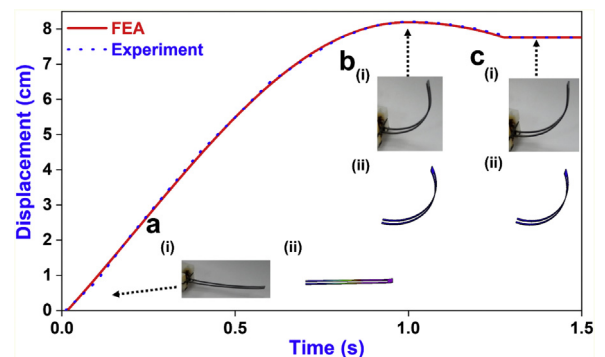 8
7
6
5
4
3
2
1
0
Displacement (cm)
FEA
Experiment
a
(i)
(ii)
b
(i)
(ii)
c
(i)
(ii)
0.0
0.5
1.0
1.5
Time (s)